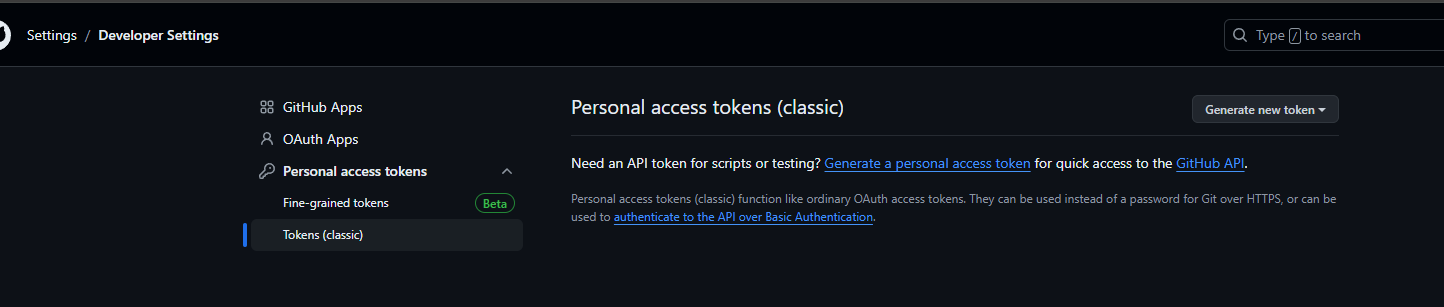 Settings / Developer Settings
Type / to search
GitHub Apps
OAuth Apps
Personal access tokens
Fine-grained tokens Beta
Tokens (classic)
Personal access tokens (classic)
Generate new token
Need an API token for scripts or testing? Generate a personal access token for quick access to the GitHub API.
Personal access tokens (classic) function like ordinary OAuth access tokens. They can be used instead of a password for Git over HTTPS, or can be
used to authenticate to the API over Basic Authentication.